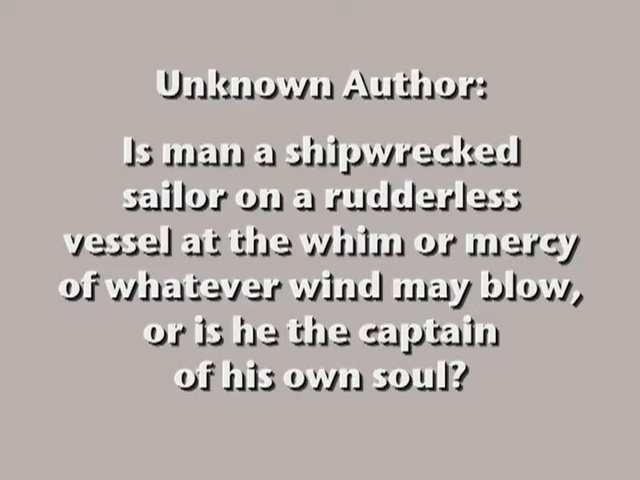 Unknown Author:
Is man a shipwrecked
sailor on a rudderless
vessel at the whim or mercy
of whatever wind may blow,
or is he the captain
of his own soul?